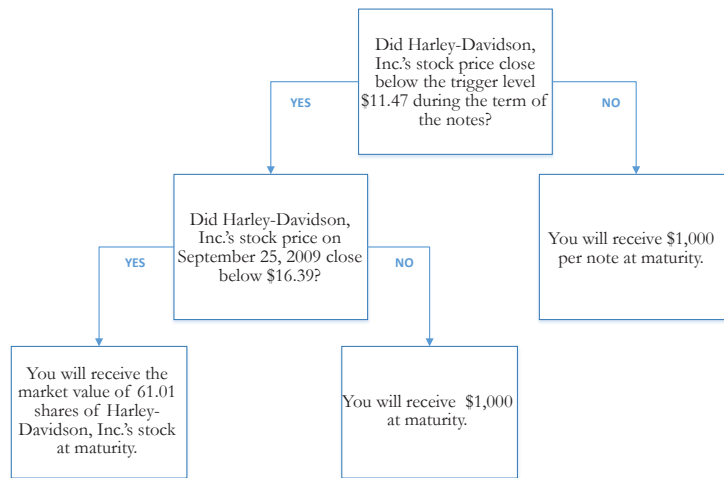 Did Harley-Davidson,
Inc.'s stock price close
below the trigger level
$11.47 during the term of
the notes?
YES
NO
Did Harley-Davidson,
Inc.'s stock price on
September 25, 2009 close
below $16.39?
You will receive $1,000
per note at maturity.
YES
NO
You will receive the
market value of 61.01
shares of Harley-
Davidson, Inc.'s stock
at maturity.
You will receive $1,000
at maturity.